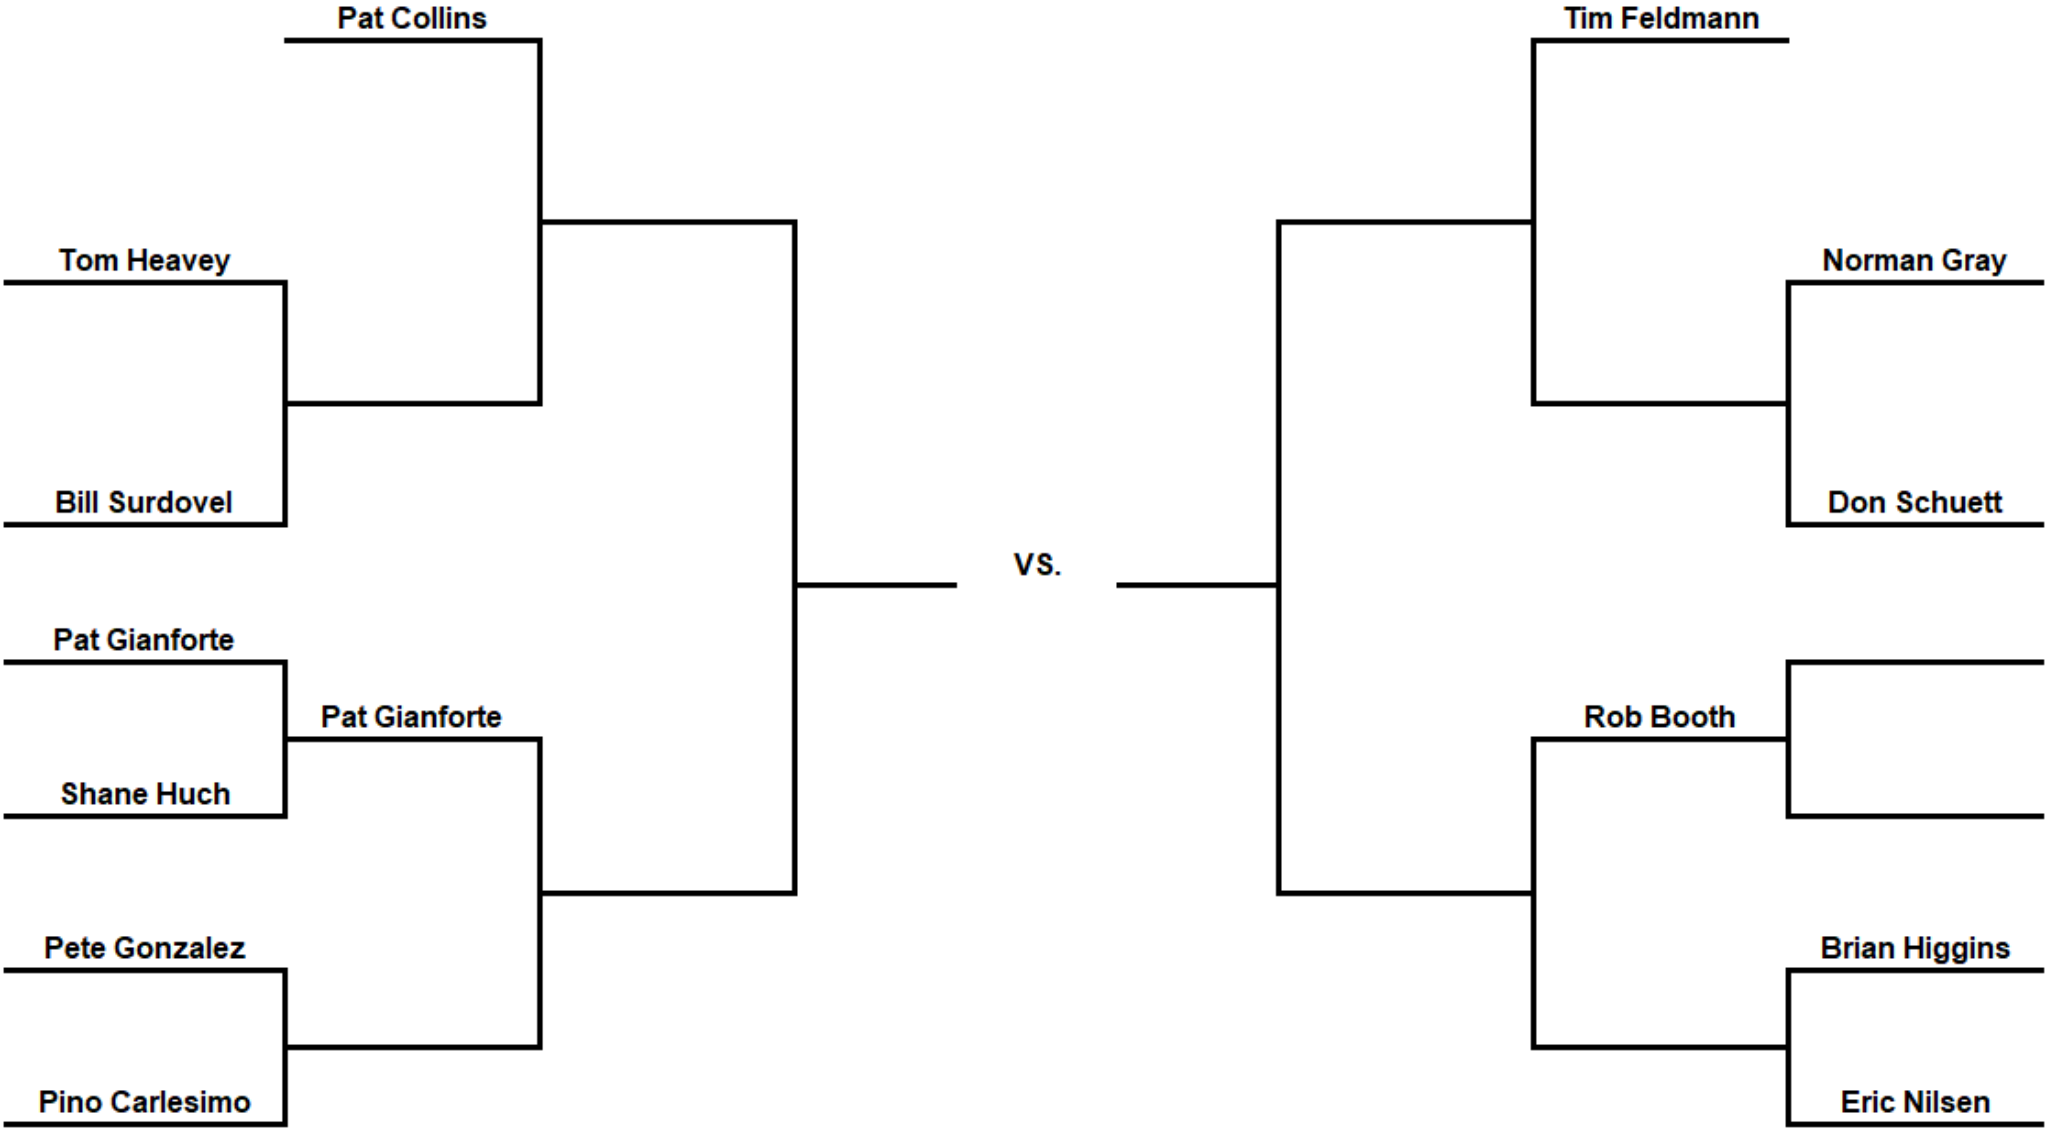 Pat Collins
Tim Feldmann
Tom Heavey
Norman Gray
Bill Surdovel
Don Schuett
VS.
Pat Gianforte
Pat Gianforte
Rob Booth
Shane Huch
Pete Gonzalez
Brian Higgins
Pino Carlesimo
Eric Nilsen